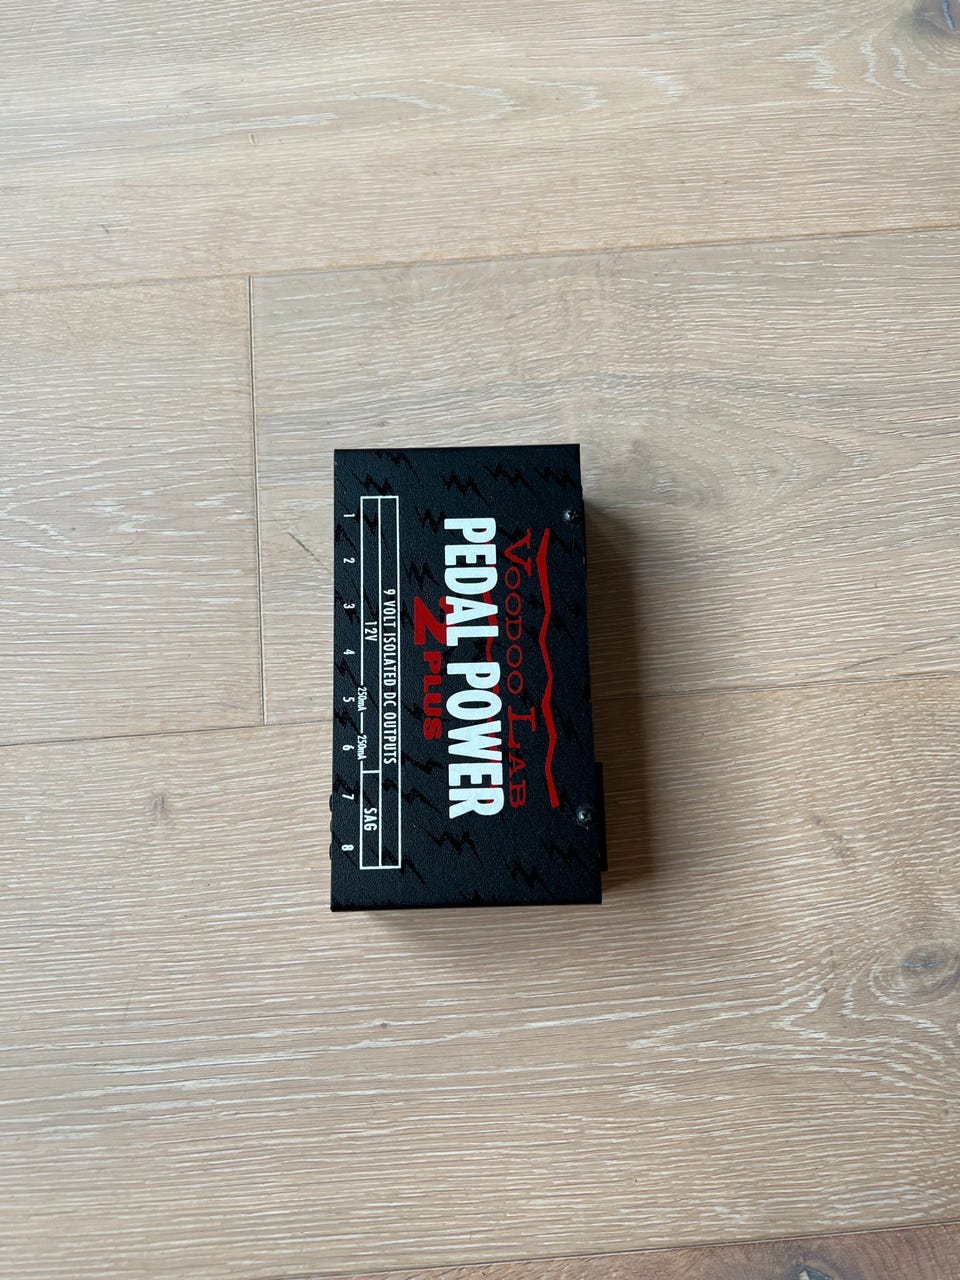 VOODOO LAB
PEDAL POWER
2 PLUS
9 VOLT ISOLATED DC OUTPUTS
12V 250mA 250mA SAG
1 2 3 4 5 6 7 8